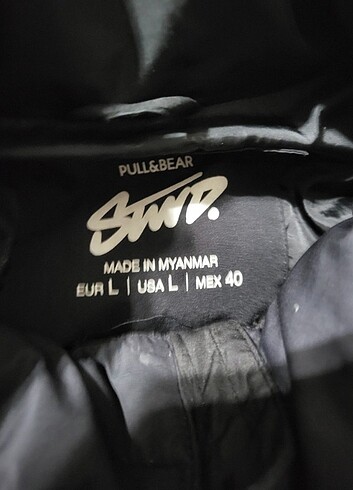 PULL&BEAR
STWD.
MADE IN MYANMAR
EUR L | USA L | MEX 40